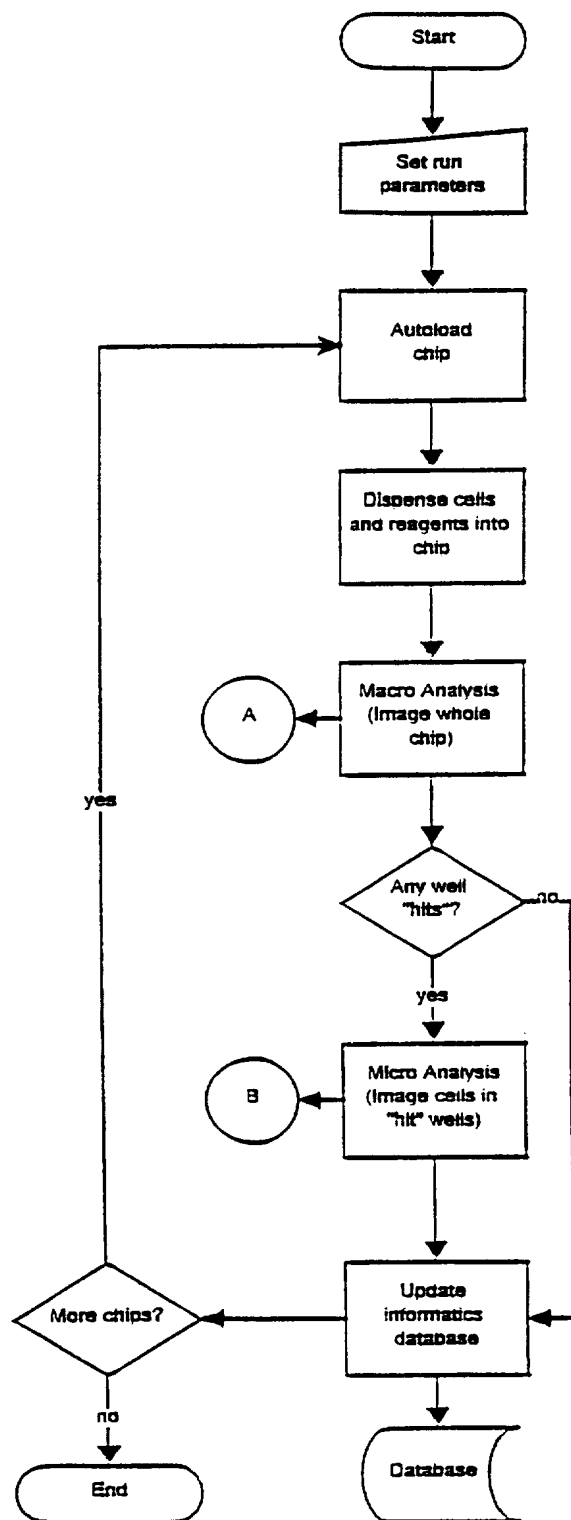 Start
Set run
parameters
Autoload
chip
Dispense cells
and reagents into
chip
Macro Analysis
(Image whole
chip)
A
yes
Any well
"hits"?
no
yes
Micro Analysis
(Image cells in
"hit" wells)
B
Update
informatics
database
More chips?
no
End
Database